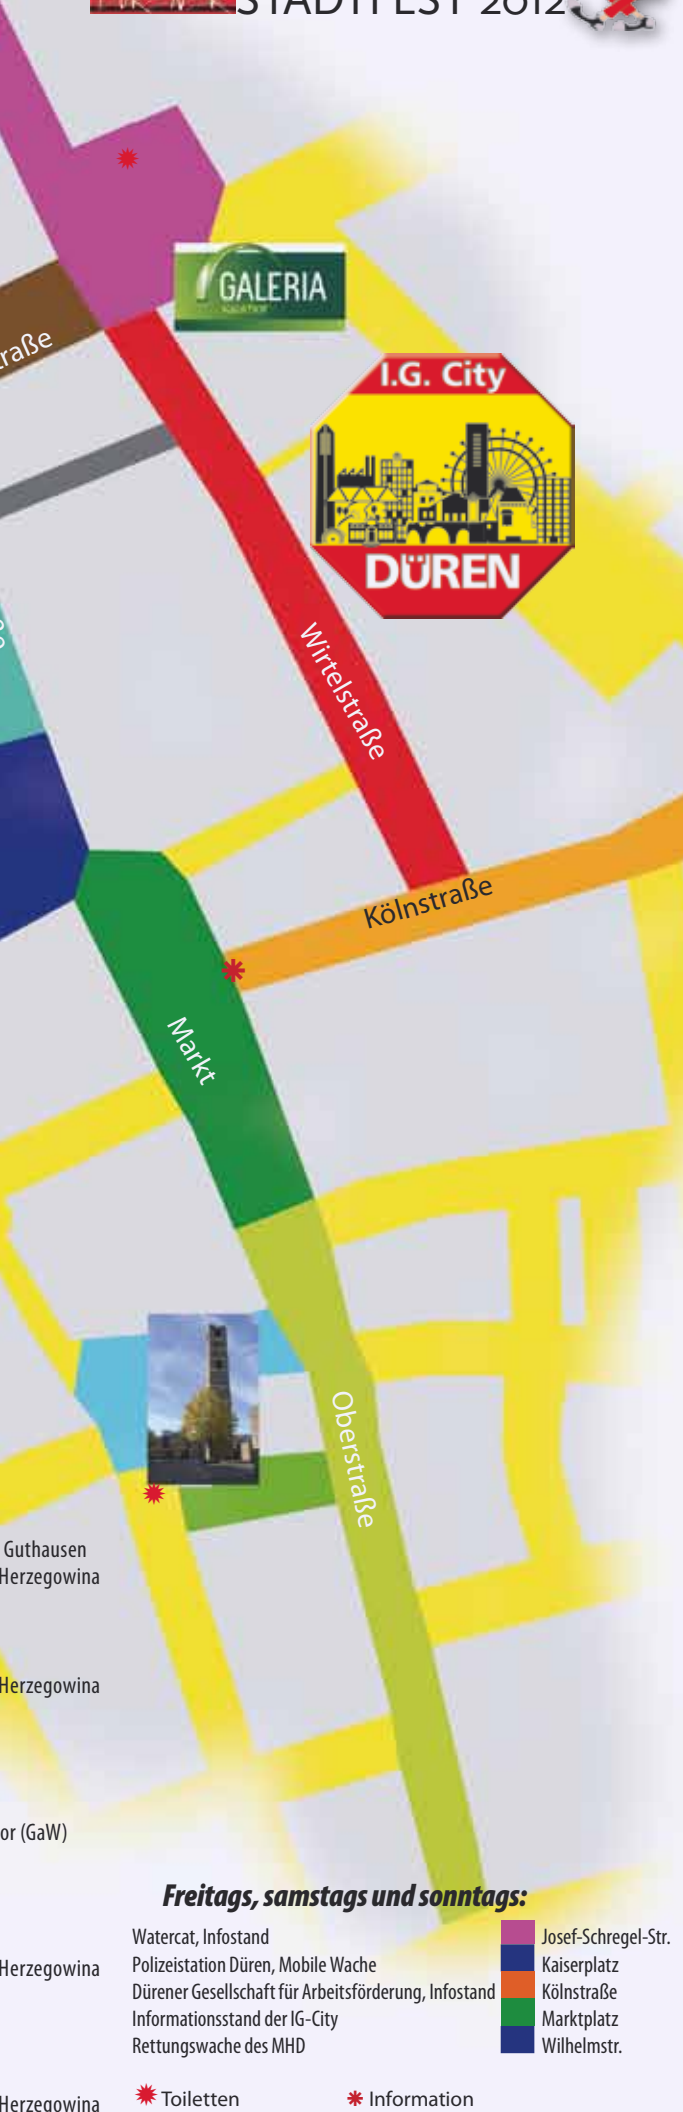 STADTFEST 2012
GALERIA
traße
I.G. City
DÜREN
Wirtelstraße
Kölnstraße
Markt
Oberstraße
Guthausen
Herzegowina
Herzegowina
or (GaW)
Freitags, samstags und sonntags:
Watercat, Infostand Josef-Schregel-Str.
Polizeistation Düren, Mobile Wache Kaiserplatz
Herzegowina
Dürener Gesellschaft für Arbeitsförderung, Infostand Kölnstraße
Informationsstand der IG-City Marktplatz
Rettungswache des MHD Wilhelmstr.
Toiletten Information
Herzegowina